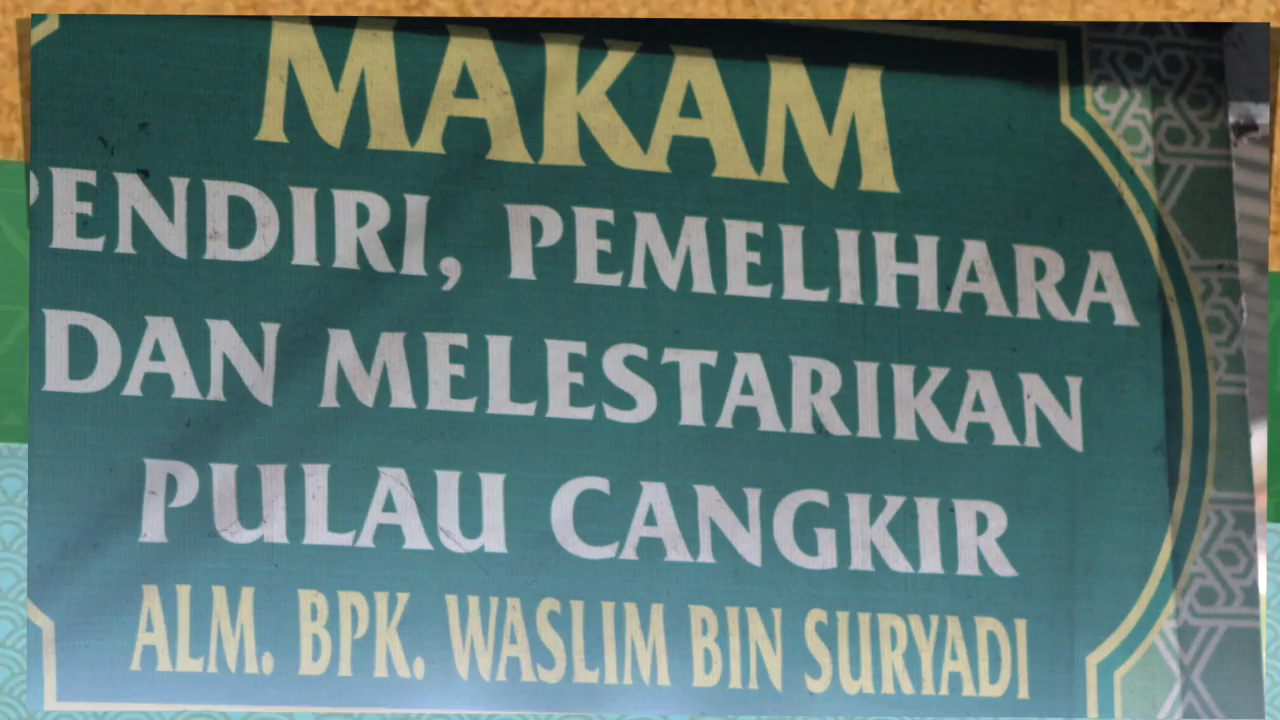 MAKAM
PENDIRI, PEMELIHARA
DAN MELESTARIKAN
PULAU CANGKIR
ALM. BPK. WASLIM BIN SURYADI